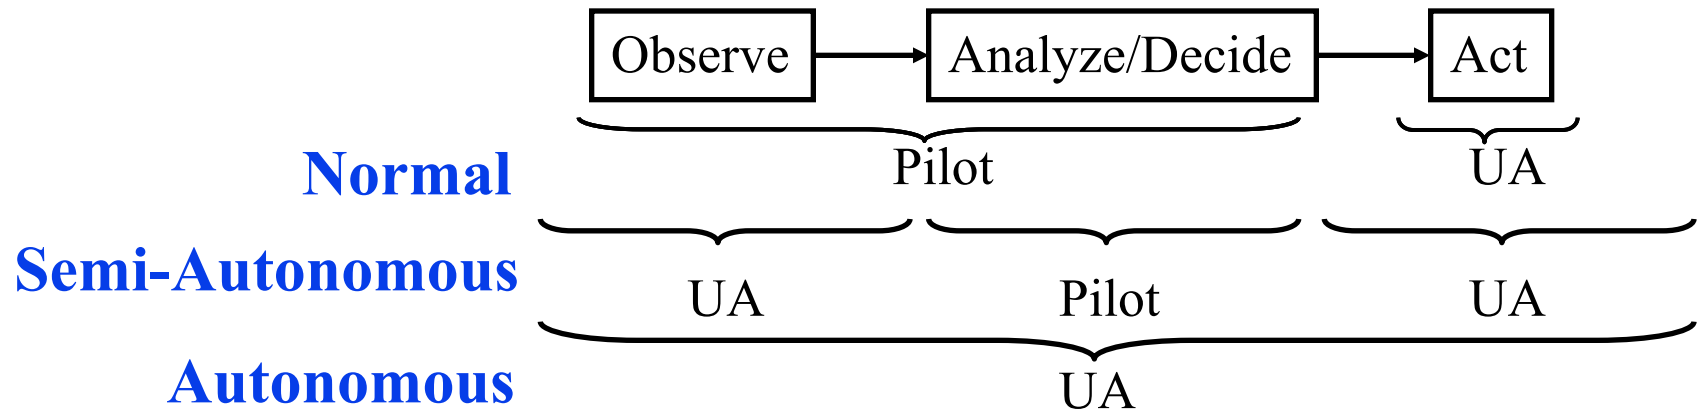 Observe Analyze/Decide Act
Pilot UA
Normal
Semi-Autonomous
UA Pilot UA
Autonomous
UA